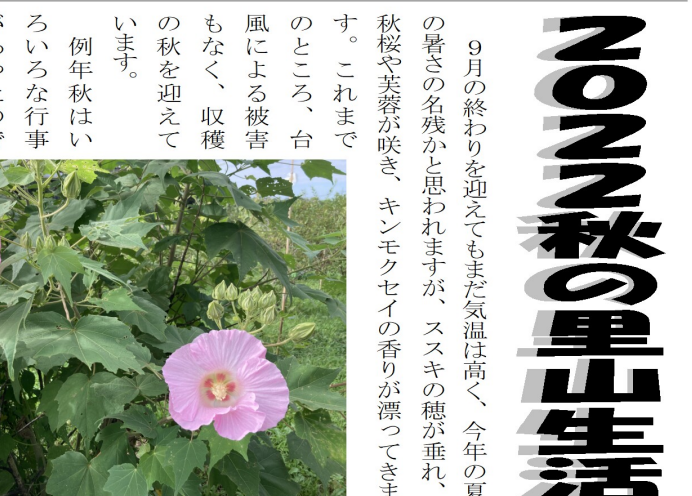 2022秋の里山生活
９月の終わりを迎えてもまだ気温は高く、今年の夏
の暑さの名残かと思われますが、ススキの穂が垂れ、
秋桜や芙蓉が咲き、キンモクセイの香りが漂ってきま
す。これまで
のところ、台
風による被害
もなく、収穫
の秋を迎えて
います。
例年秋はい
ろいろな行事